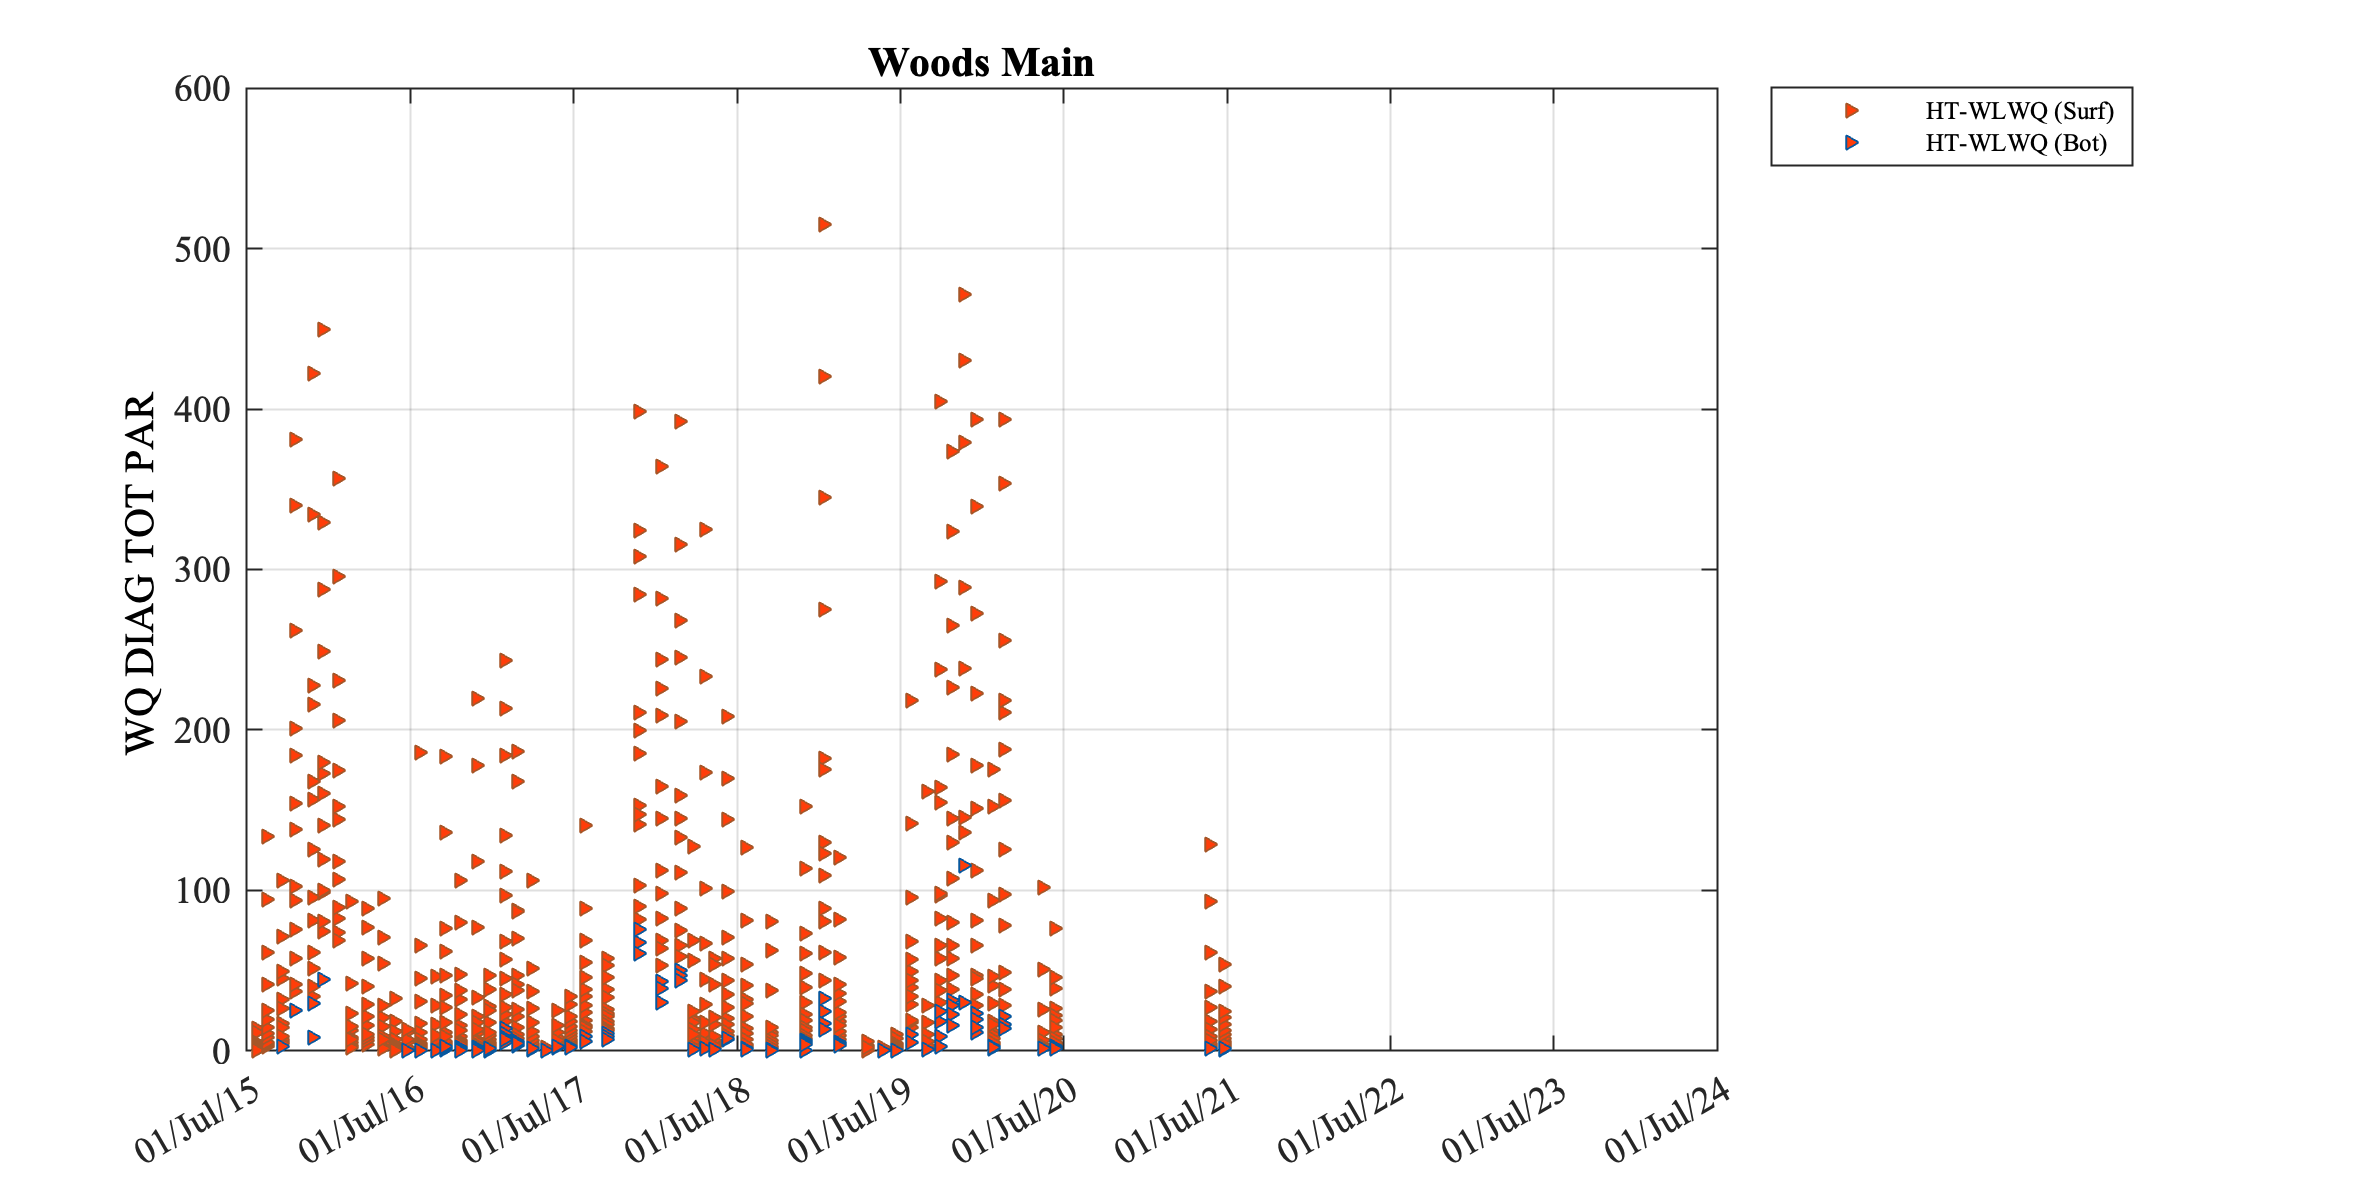 Woods Main
WQ DIAG TOT PAR
600
500
400
300
200
100
0
01/Jul/15
01/Jul/16
01/Jul/17
01/Jul/18
01/Jul/19
01/Jul/20
01/Jul/21
01/Jul/22
01/Jul/23
01/Jul/24
HT-WLWQ (Surf)
HT-WLWQ (Bot)